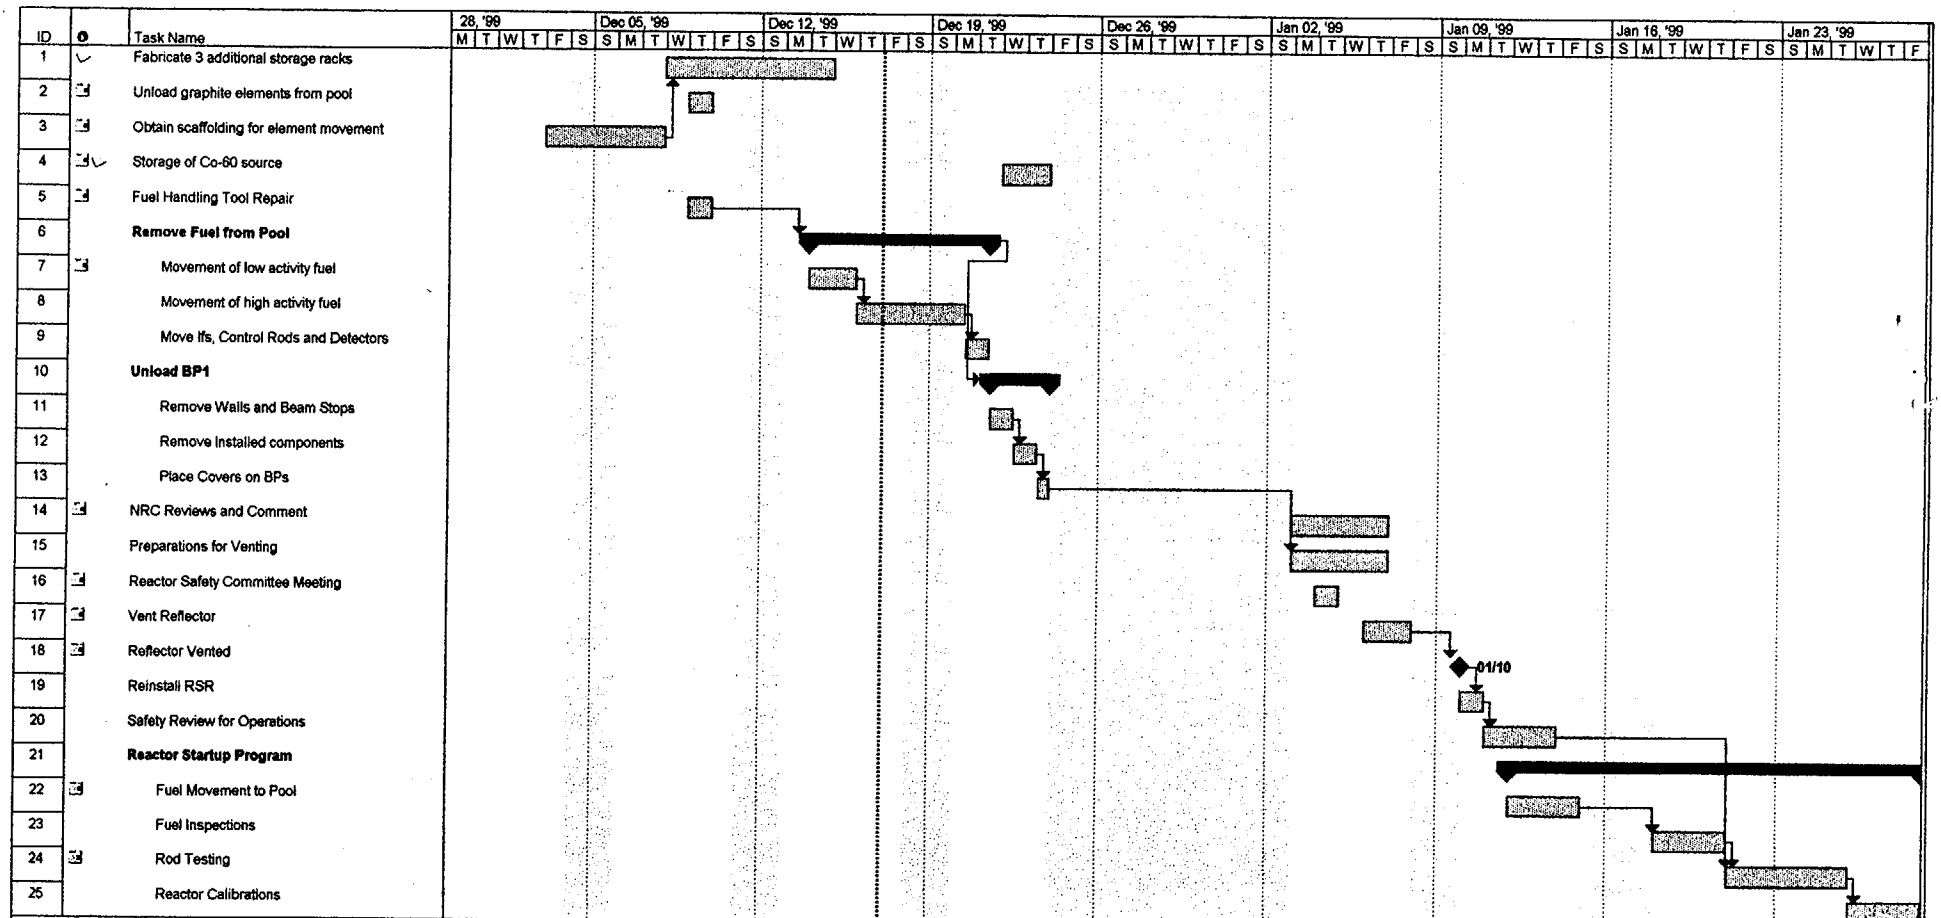 28, '99 Dec 05, '99 Dec 12, '99 Dec 19, '99 Dec 26, '99 Jan 02, '99 Jan 09, '99 Jan 16, '99 Jan 23, '99
ID Task Name M T W T F S S M T W T F S S M T W T F S S M T W T F S S M T W T F S S M T W T F S S M T W T F S S M T W T F S S M T W T F
1 Fabricate 3 additional storage racks
2 Unload graphite elements from pool
3 Obtain scaffolding for element movement
4 Storage of Co-60 source
5 Fuel Handling Tool Repair
6 Remove Fuel from Pool
7 Movement of low activity fuel
8 Movement of high activity fuel
9 Move Ifs, Control Rods and Detectors
10 Unload BP1
11 Remove Walls and Beam Stops
12 Remove Installed components
13 Place Covers on BPs
14 NRC Reviews and Comment
15 Preparations for Venting
16 Reactor Safety Committee Meeting
17 Vent Reflector
18 Reflector Vented 01/10
19 Reinstall RSR
20 Safety Review for Operations
21 Reactor Startup Program
22 Fuel Movement to Pool
23 Fuel Inspections
24 Rod Testing
25 Reactor Calibrations